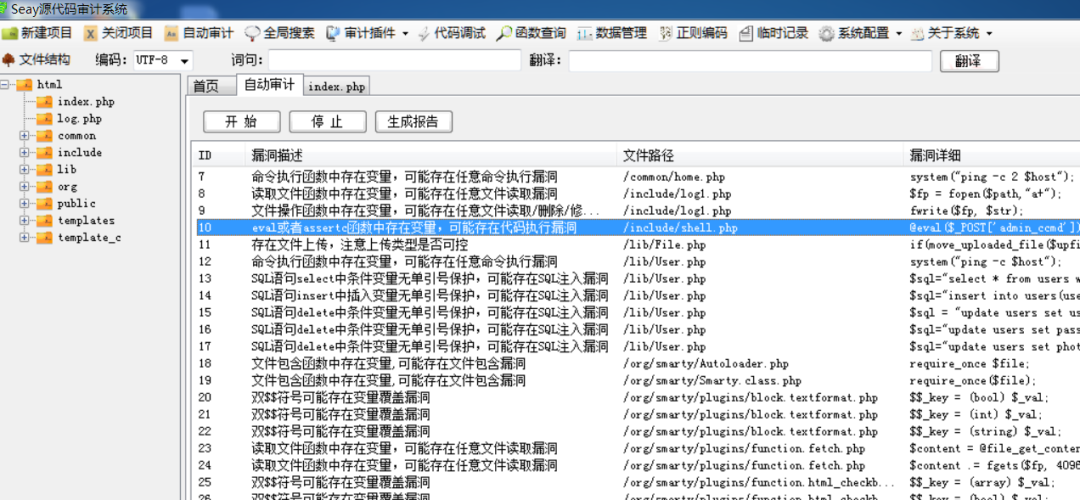 Seay源代码审计系统
新建项目 关闭项目 自动审计 全局搜索 审计插件 代码调试 函数查询 数据管理 正则编码 临时记录 系统配置 关于系统
文件结构 编码: UTF-8 词句: 翻译: 翻译
html
index.php
log.php
common
include
lib
org
public
templates
template_c
首页 自动审计 index.php
开 始 停 止 生成报告
ID 漏洞描述 文件路径 漏洞详细
7 命令执行函数中存在变量，可能存在任意命令执行漏洞 /common/home.php system("ping -c 2 $host");
8 读取文件函数中存在变量，可能存在任意文件读取漏洞 /include/log1.php $fp = fopen($path,"at");
9 文件操作函数中存在变量，可能存在任意文件读取/删除/修... /include/log1.php fwrite($fp, $str);
10 eval或者assertc函数中存在变量，可能存在代码执行漏洞 /include/shell.php @eval($_POST['admin_ccmd'])
11 存在文件上传，注意上传类型是否可控 /lib/File.php if(move_uploaded_file($upfi
12 命令执行函数中存在变量，可能存在任意命令执行漏洞 /lib/User.php system("ping -c $host");
13 SQL语句select中条件变量无单引号保护，可能存在SQL注入漏洞 /lib/User.php $sql="select * from users w
14 SQL语句insert中插入变量无单引号保护，可能存在SQL注入漏洞 /lib/User.php $sql="insert into users(use
15 SQL语句delete中条件变量无单引号保护，可能存在SQL注入漏洞 /lib/User.php $sql = "update users set us
16 SQL语句delete中条件变量无单引号保护，可能存在SQL注入漏洞 /lib/User.php $sql="update users set pass
17 SQL语句delete中条件变量无单引号保护，可能存在SQL注入漏洞 /lib/User.php $sql="update users set phot
18 文件包含函数中存在变量,可能存在文件包含漏洞 /org/smarty/Autoloader.php require_once $file;
19 文件包含函数中存在变量,可能存在文件包含漏洞 /org/smarty/Smarty.class.php require_once($file);
20 双$$符号可能存在变量覆盖漏洞 /org/smarty/plugins/block.textformat.php $$_key = (bool) $_val;
21 双$$符号可能存在变量覆盖漏洞 /org/smarty/plugins/block.textformat.php $$_key = (int) $_val;
22 双$$符号可能存在变量覆盖漏洞 /org/smarty/plugins/block.textformat.php $$_key = (string) $_val;
23 读取文件函数中存在变量，可能存在任意文件读取漏洞 /org/smarty/plugins/function.fetch.php $content = @file_get_conte
24 读取文件函数中存在变量，可能存在任意文件读取漏洞 /org/smarty/plugins/function.fetch.php $content .= fgets($fp, 4096
25 双$$符号可能存在变量覆盖漏洞 /org/smarty/plugins/function.html_checkb... $$_key = (array) $_val;
26 双$$符号可能存在变量覆盖漏洞 /org/smarty/plugins/function.html_checkb... $$_key = (bool) $_val;